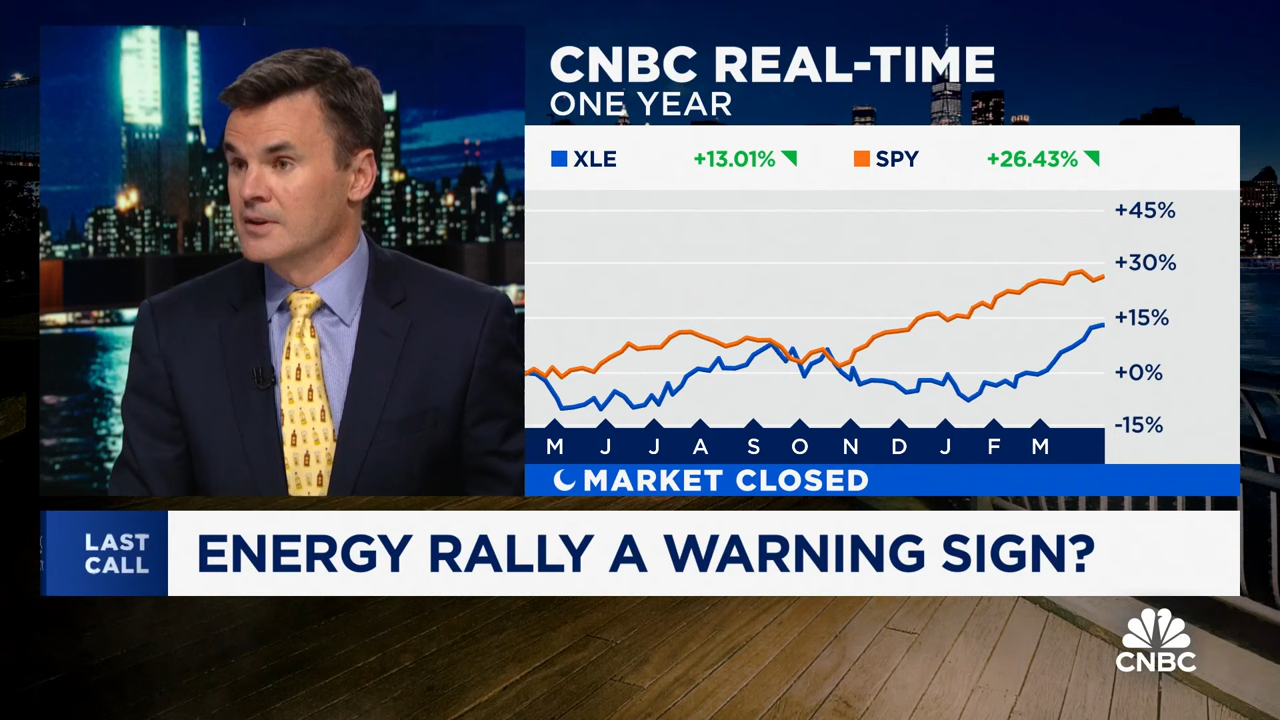 CNBC REAL-TIME
ONE YEAR
XLE +13.01% SPY +26.43%
+45%
+30%
+15%
+0%
-15%
M J J A S O N D J F M
MARKET CLOSED
LAST CALL
ENERGY RALLY A WARNING SIGN?
CNBC